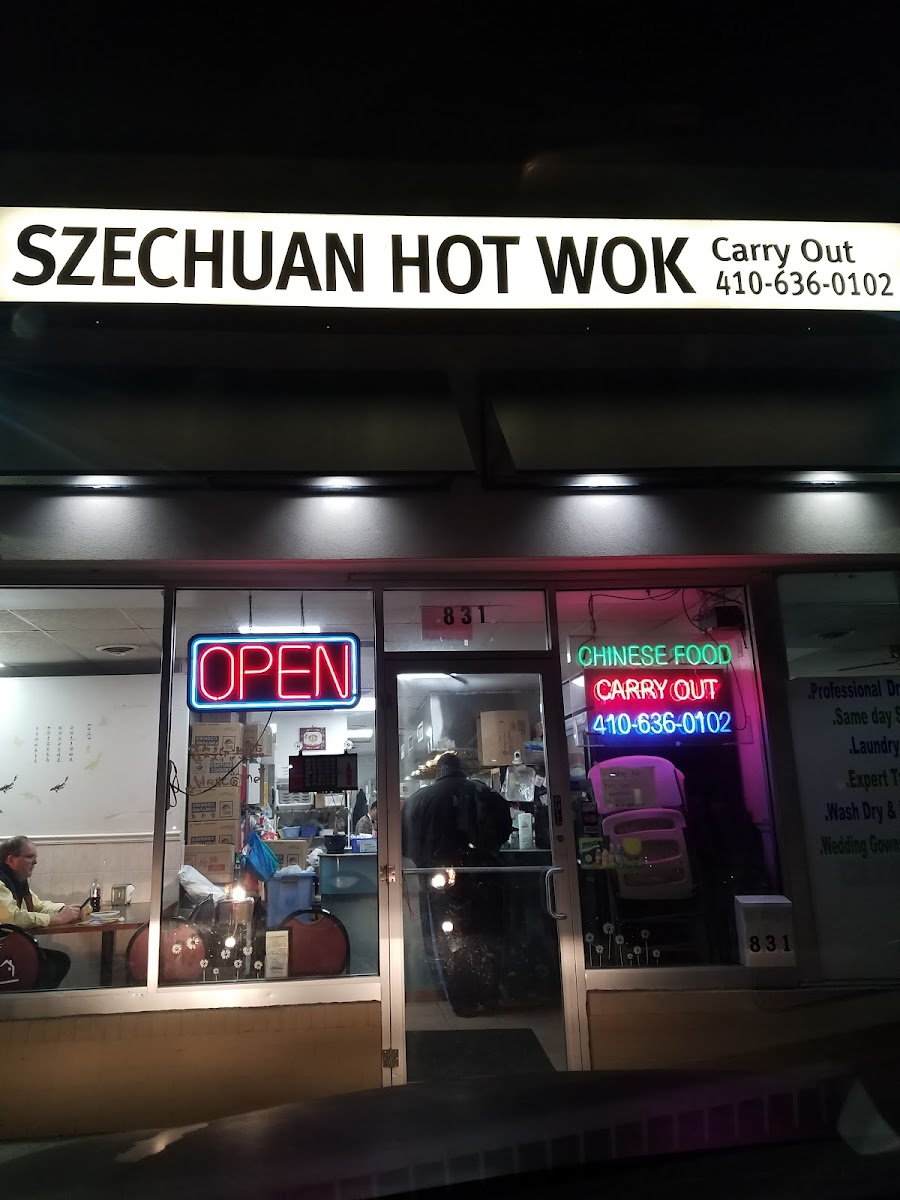 SZECHUAN HOT WOK
Carry Out
410-636-0102
831
OPEN
CHINESE FOOD
CARRY OUT
410-636-0102
.Professional
.Same day
.Laundry
.Expert
.Wash Dry &
.Wedding Gown
831